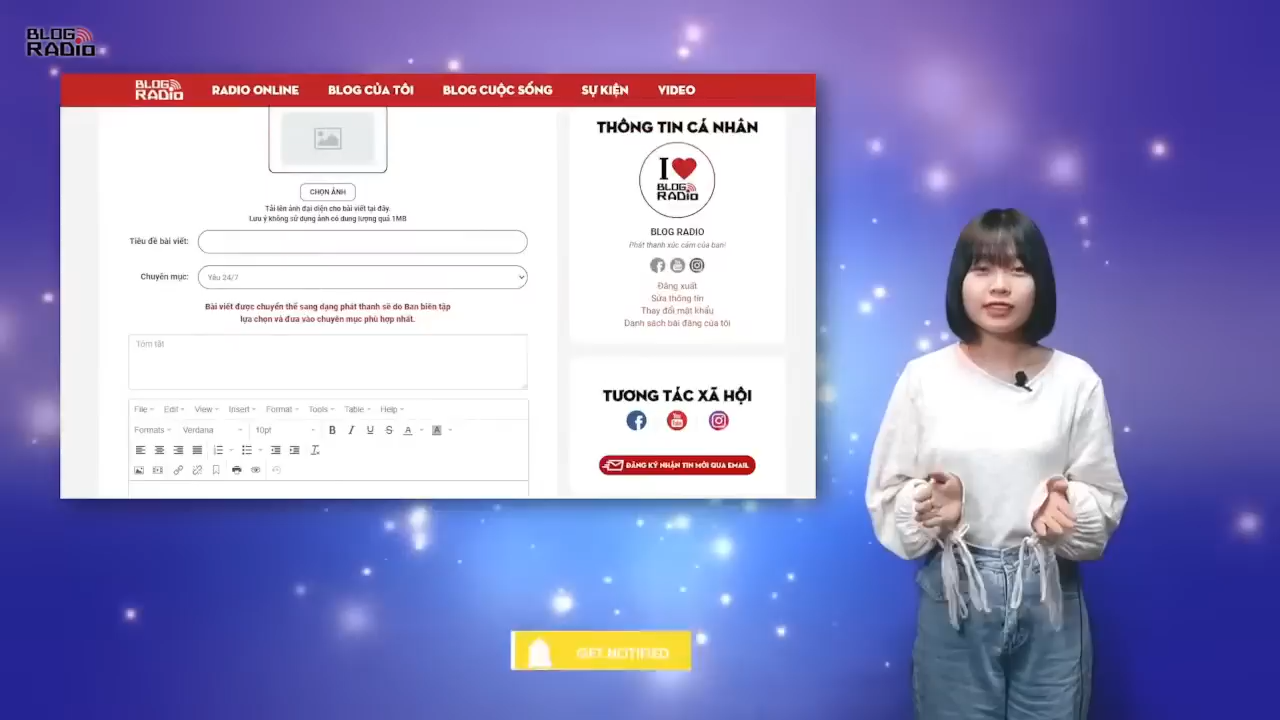 BLOG
RADIO
BLOG
RADIO
RADIO ONLINE
BLOG CỦA TÔI
BLOG CUỘC SỐNG
SỰ KIỆN
VIDEO
CHỌN ẢNH
Tải lên ảnh đại diện cho bài viết tại đây.
Lưu ý không sử dụng ảnh có dung lượng quá 1MB
Tiêu đề bài viết:
Chuyên mục:
Yêu 24/7
Bài viết được chuyển thể sang dạng phát thanh sẽ do Ban biên tập
lựa chọn và đưa vào chuyên mục phù hợp nhất.
Tóm tắt
File Edit View Insert Format Tools Table Help
Formats Verdana 10pt B I U S A A
THÔNG TIN CÁ NHÂN
I
BLOG
RADIO
BLOG RADIO
Phát thanh xúc cảm của bạn!
Đăng xuất
Sửa thông tin
Thay đổi mật khẩu
Danh sách bài đăng của tôi
TƯƠNG TÁC XÃ HỘI
ĐĂNG KÝ NHẬN TIN MỚI QUA EMAIL
GET NOTIFIED